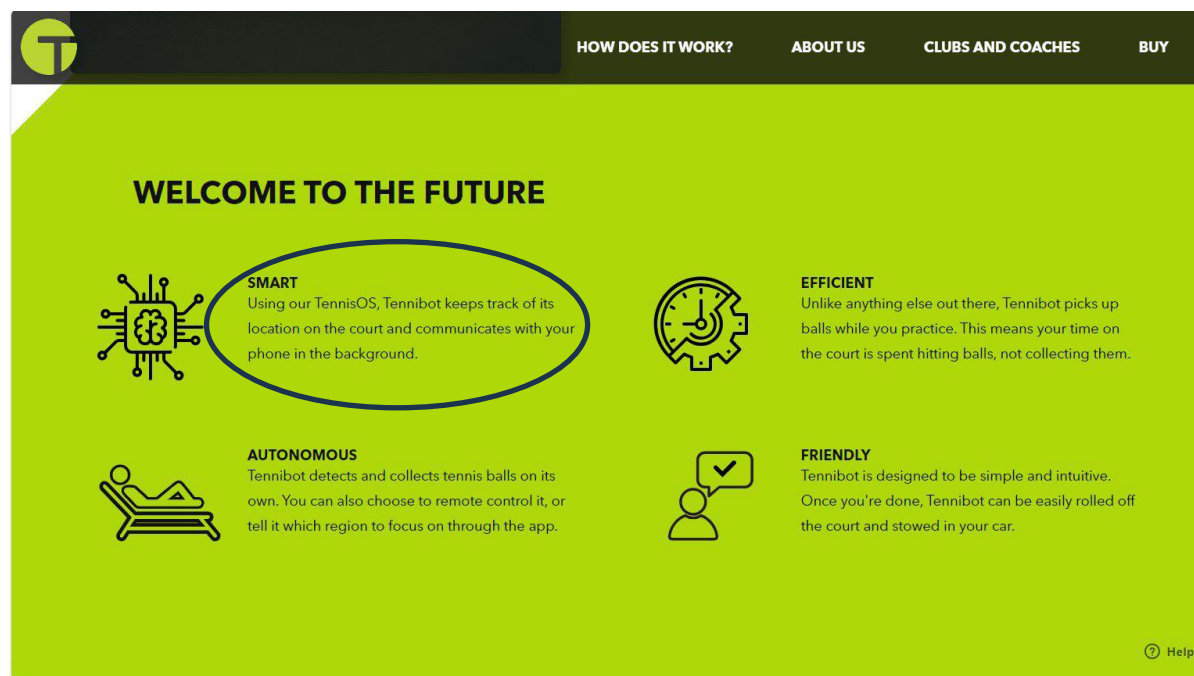 T
HOW DOES IT WORK?
ABOUT US
CLUBS AND COACHES
BUY
WELCOME TO THE FUTURE
SMART
Using our TennisOS, Tennibot keeps track of its
location on the court and communicates with your
phone in the background.
EFFICIENT
Unlike anything else out there, Tennibot picks up
balls while you practice. This means your time on
the court is spent hitting balls, not collecting them.
AUTONOMOUS
Tennibot detects and collects tennis balls on its
own. You can also choose to remote control it, or
tell it which region to focus on through the app.
FRIENDLY
Tennibot is designed to be simple and intuitive.
Once you're done, Tennibot can be easily rolled off
the court and stowed in your car.
? Help